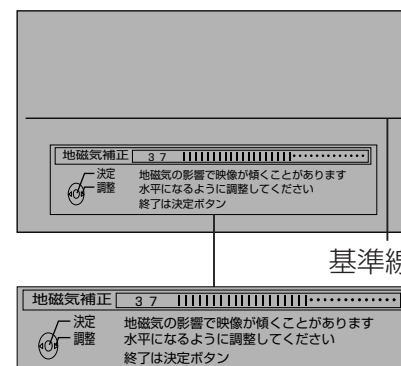 地磁気補正 37
決定
調整
地磁気の影響で映像が傾くことがあります
水平になるように調整してください
終了は決定ボタン
基準線
地磁気補正 37
決定
調整
地磁気の影響で映像が傾くことがあります
水平になるように調整してください
終了は決定ボタン